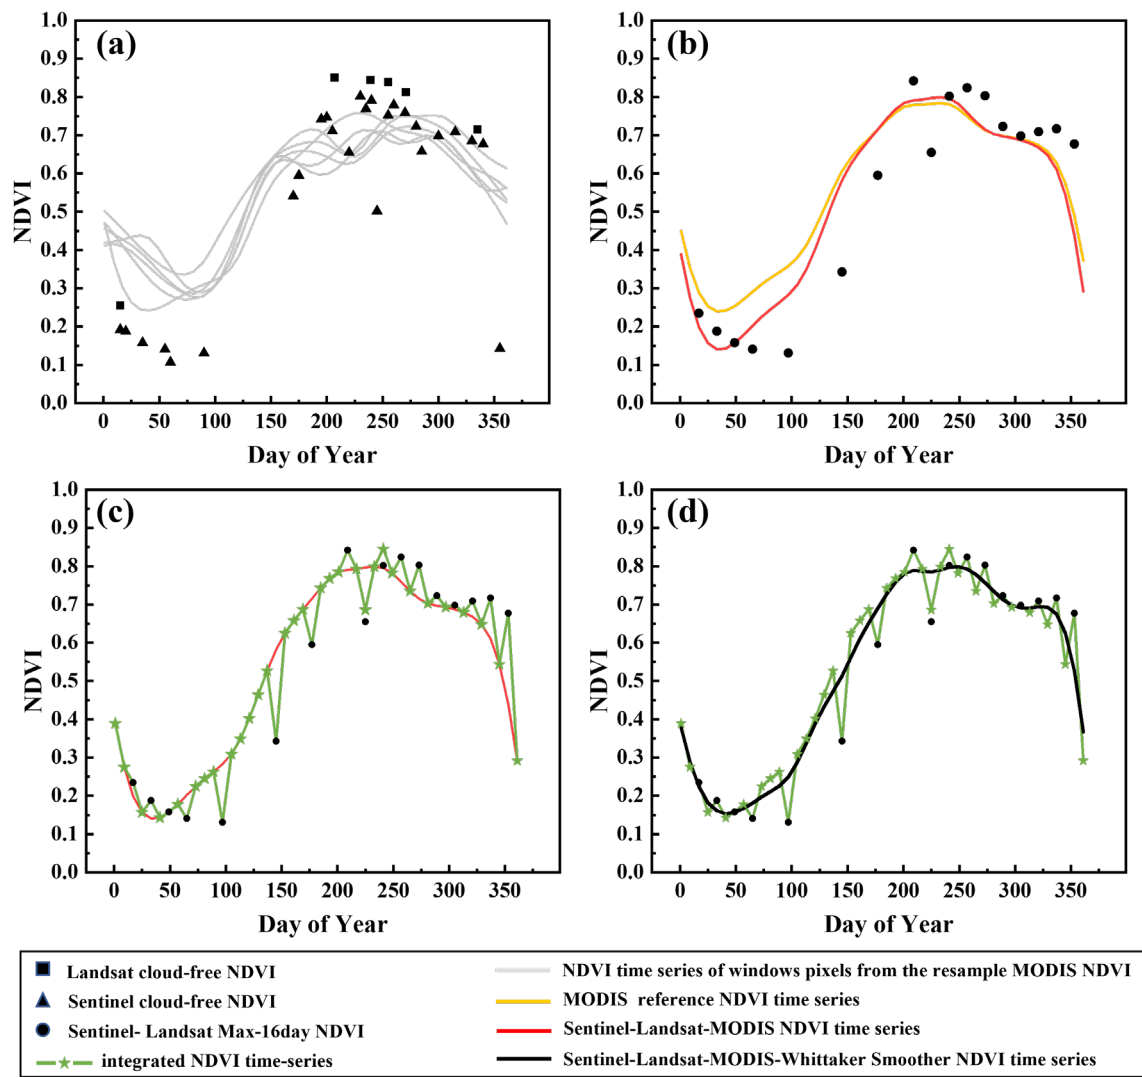 (a)
1.0
0.9
0.8
0.7
0.6
0.5
0.4
0.3
0.2
0.1
0.0
NDVI
0 50 100 150 200 250 300 350
Day of Year
(b)
1.0
0.9
0.8
0.7
0.6
0.5
0.4
0.3
0.2
0.1
0.0
NDVI
0 50 100 150 200 250 300 350
Day of Year
(c)
1.0
0.9
0.8
0.7
0.6
0.5
0.4
0.3
0.2
0.1
0.0
NDVI
0 50 100 150 200 250 300 350
Day of Year
(d)
1.0
0.9
0.8
0.7
0.6
0.5
0.4
0.3
0.2
0.1
0.0
NDVI
0 50 100 150 200 250 300 350
Day of Year
Landsat cloud-free NDVI
Sentinel cloud-free NDVI
Sentinel- Landsat Max-16day NDVI
integrated NDVI time-series
NDVI time series of windows pixels from the resample MODIS NDVI
MODIS reference NDVI time series
Sentinel-Landsat-MODIS NDVI time series
Sentinel-Landsat-MODIS-Whittaker Smoother NDVI time series